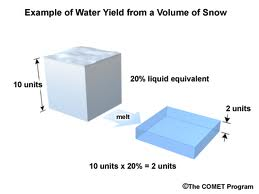 Example of Water Yield from a Volume of Snow
10 units
20% liquid equivalent
melt
2 units
10 units x 20% = 2 units
©The COMET Program